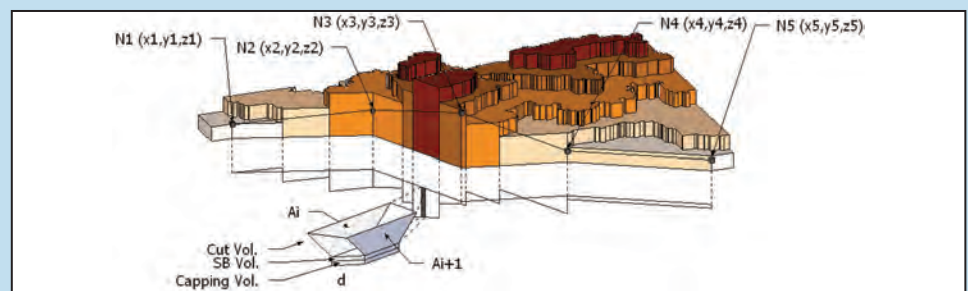 N3 (x3,y3,z3)
N4 (x4,y4,z4)
N1 (x1,y1,z1)
N5 (x5,y5,z5)
N2 (x2,y2,z2)
Ai
Cut Vol.
SB Vol.
Ai+1
Capping Vol.
d